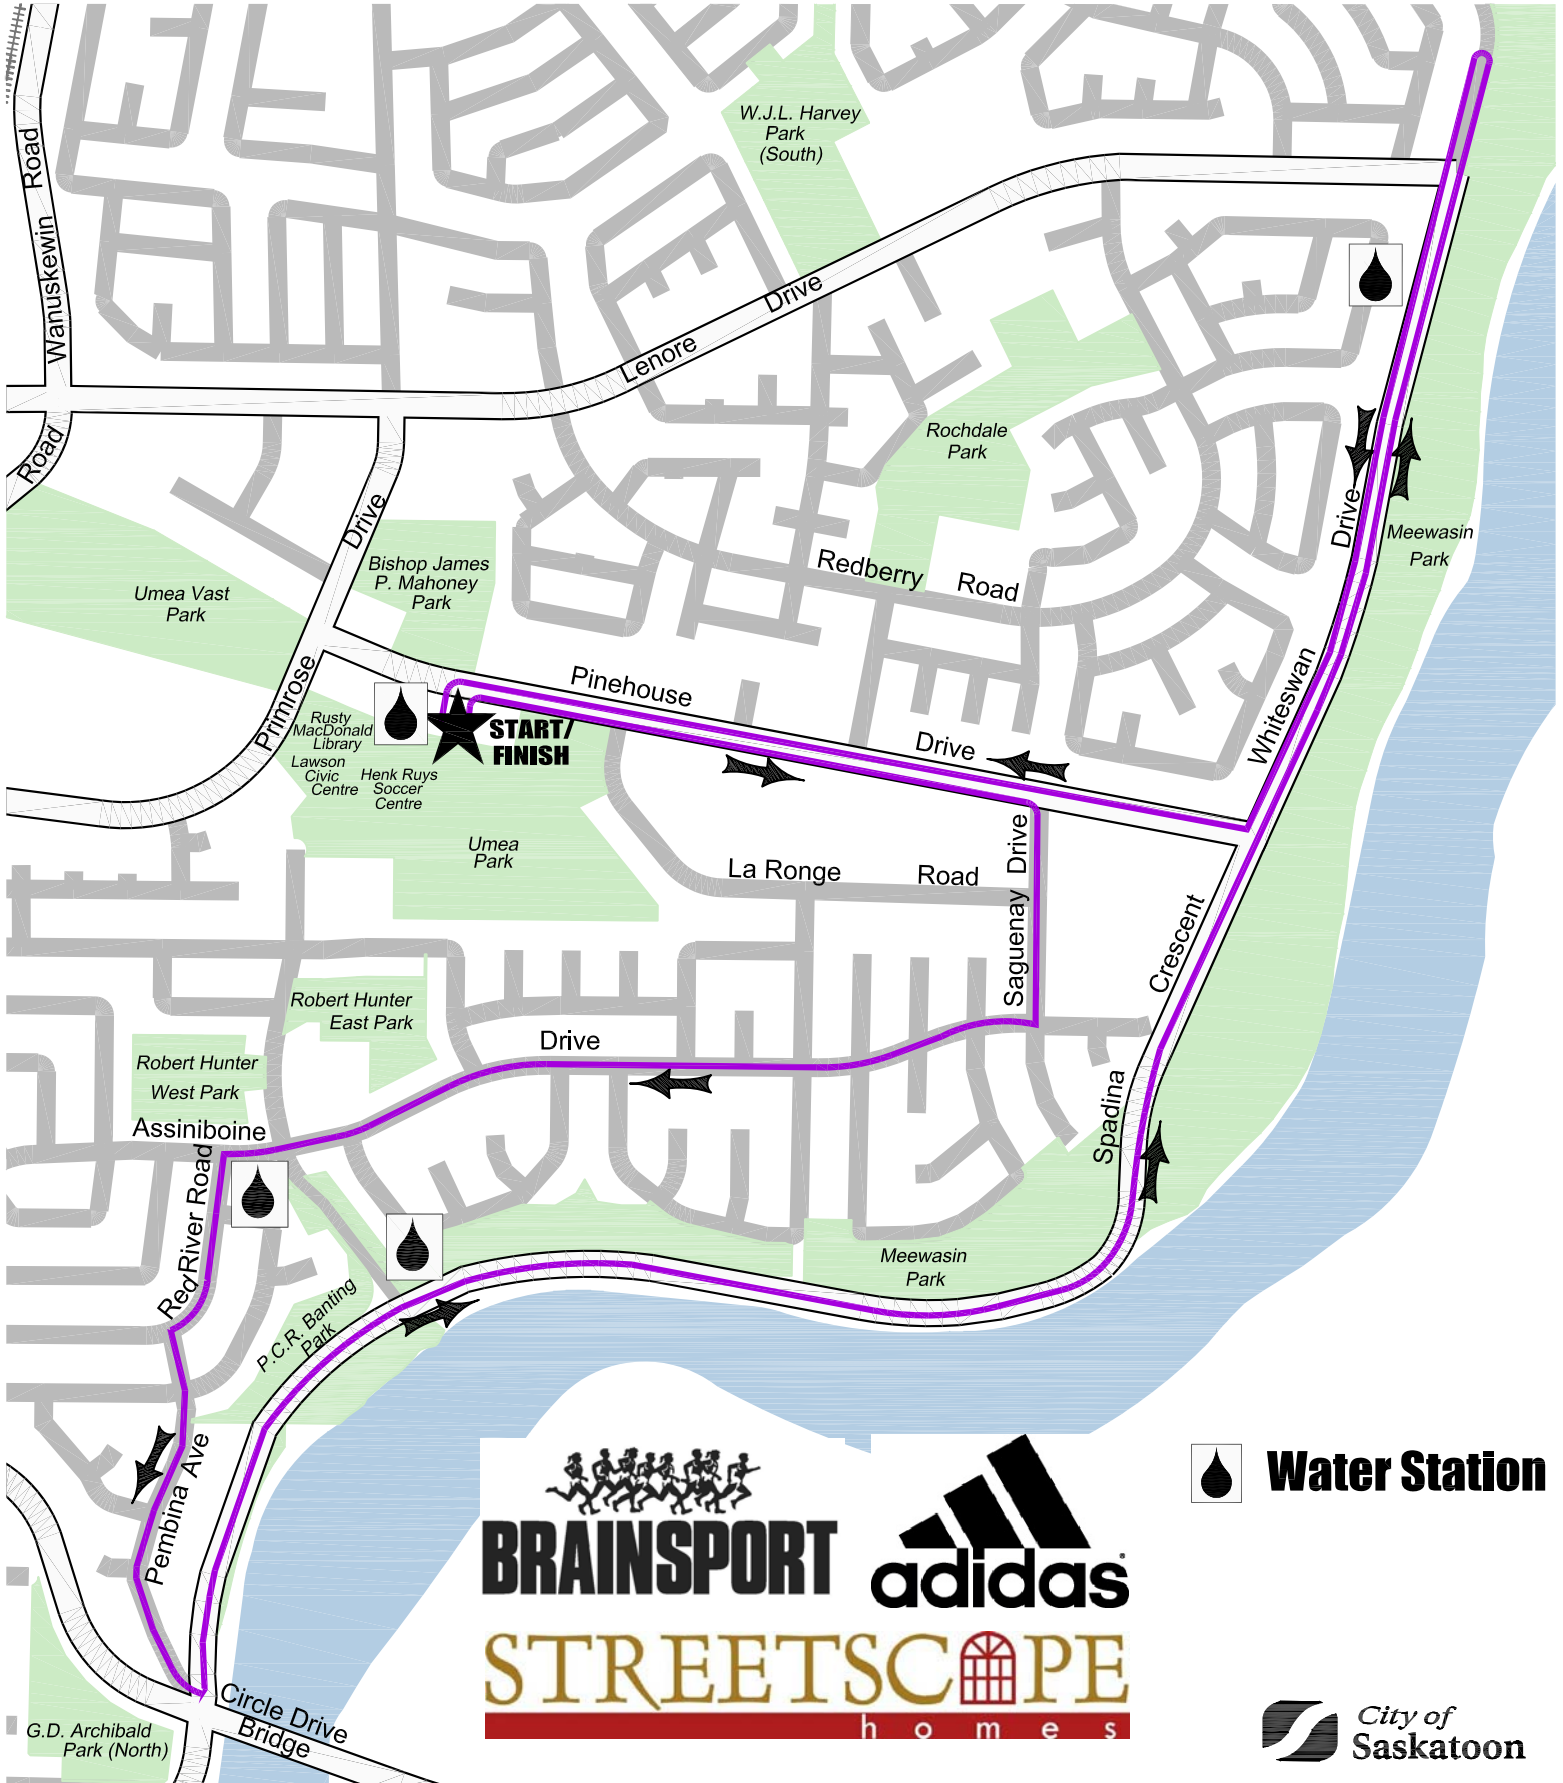 W.J.L. Harvey
Park
(South)
Wanuskewin Road
Drive
Lenore
Road
Rochdale
Park
Drive
Drive
Meewasin
Park
Bishop James
P. Mahoney
Park
Redberry Road
Umea Vast
Park
Primrose
Pinehouse
Whiteswan
Rusty
MacDonald
Library
START/
FINISH
Drive
Lawson
Civic
Centre
Henk Ruys
Soccer
Centre
Umea
Park
La Ronge Road
Saguenay Drive
Crescent
Robert Hunter
East Park
Drive
Robert Hunter
West Park
Assiniboine
Spadina
Red River Road
Meewasin
Park
P.C.R. Banting
Park
Pembina Ave
Water Station
BRAINSPORT
adidas
STREETSCAPE
homes
Circle Drive
Bridge
G.D. Archibald
Park (North)
City of
Saskatoon